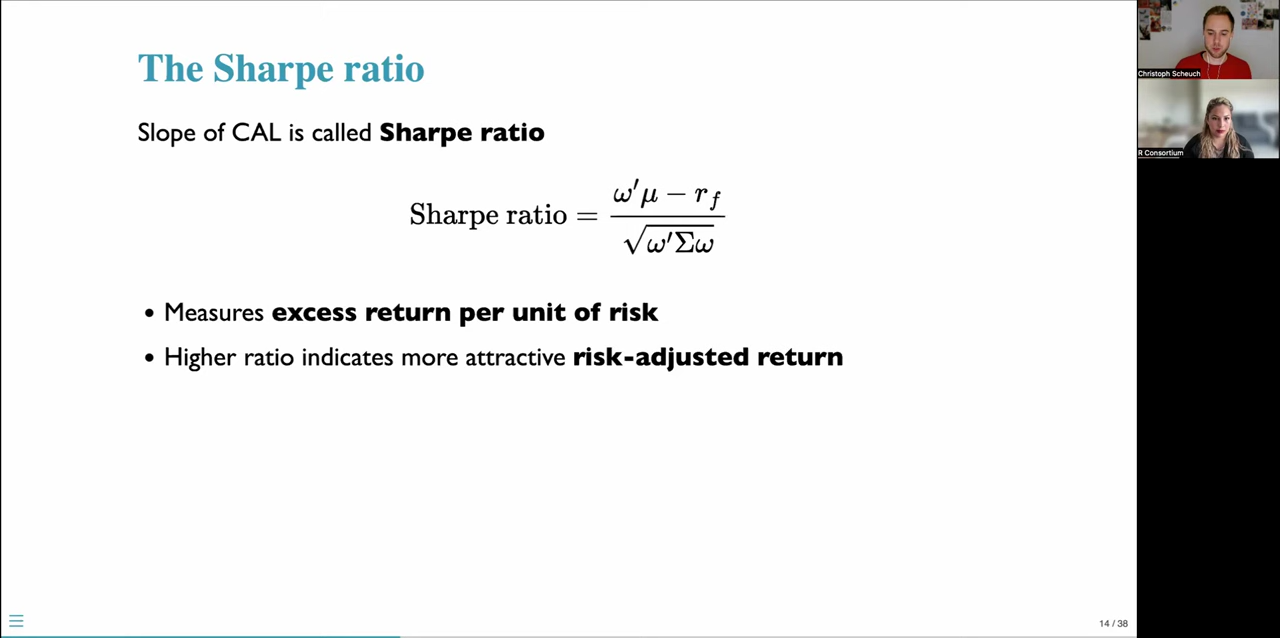 The Sharpe ratio
Slope of CAL is called Sharpe ratio
Sharpe ratio = (ω′μ − r_f) / √(ω′Σω)
• Measures excess return per unit of risk
• Higher ratio indicates more attractive risk-adjusted return
14 / 38
Christoph Scheuch
R Consortium